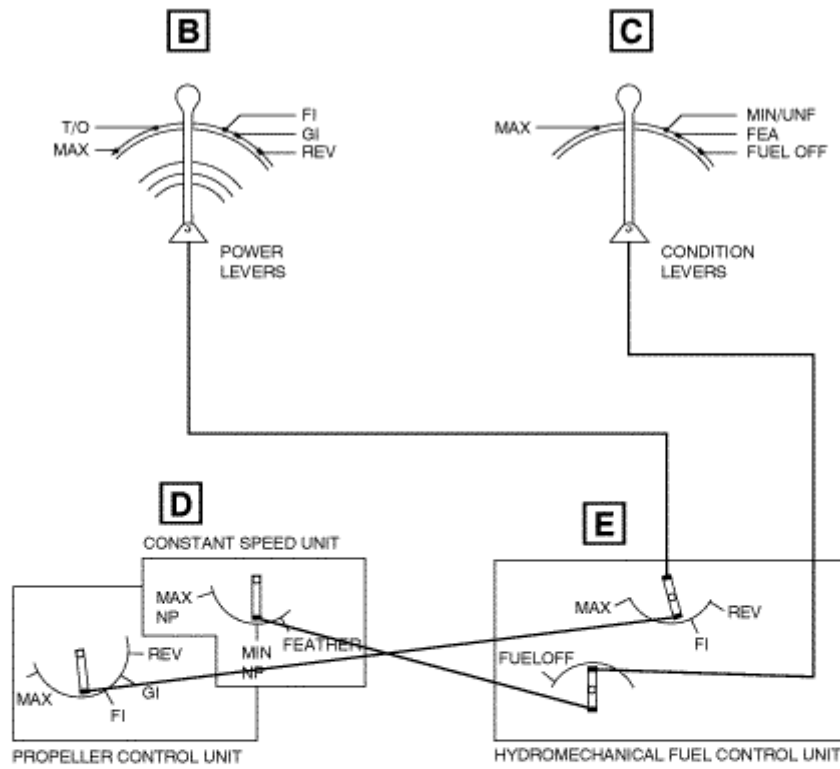 B
C
T/O
MAX
FI
GI
REV
MAX
MIN/UNF
FEA
FUEL OFF
POWER
LEVERS
CONDITION
LEVERS
D
CONSTANT SPEED UNIT
MAX
NP
FEATHER
MIN
NP
MAX
REV
GI
FI
PROPELLER CONTROL UNIT
E
MAX
REV
FI
FUELOFF
HYDROMECHANICAL FUEL CONTROL UNIT